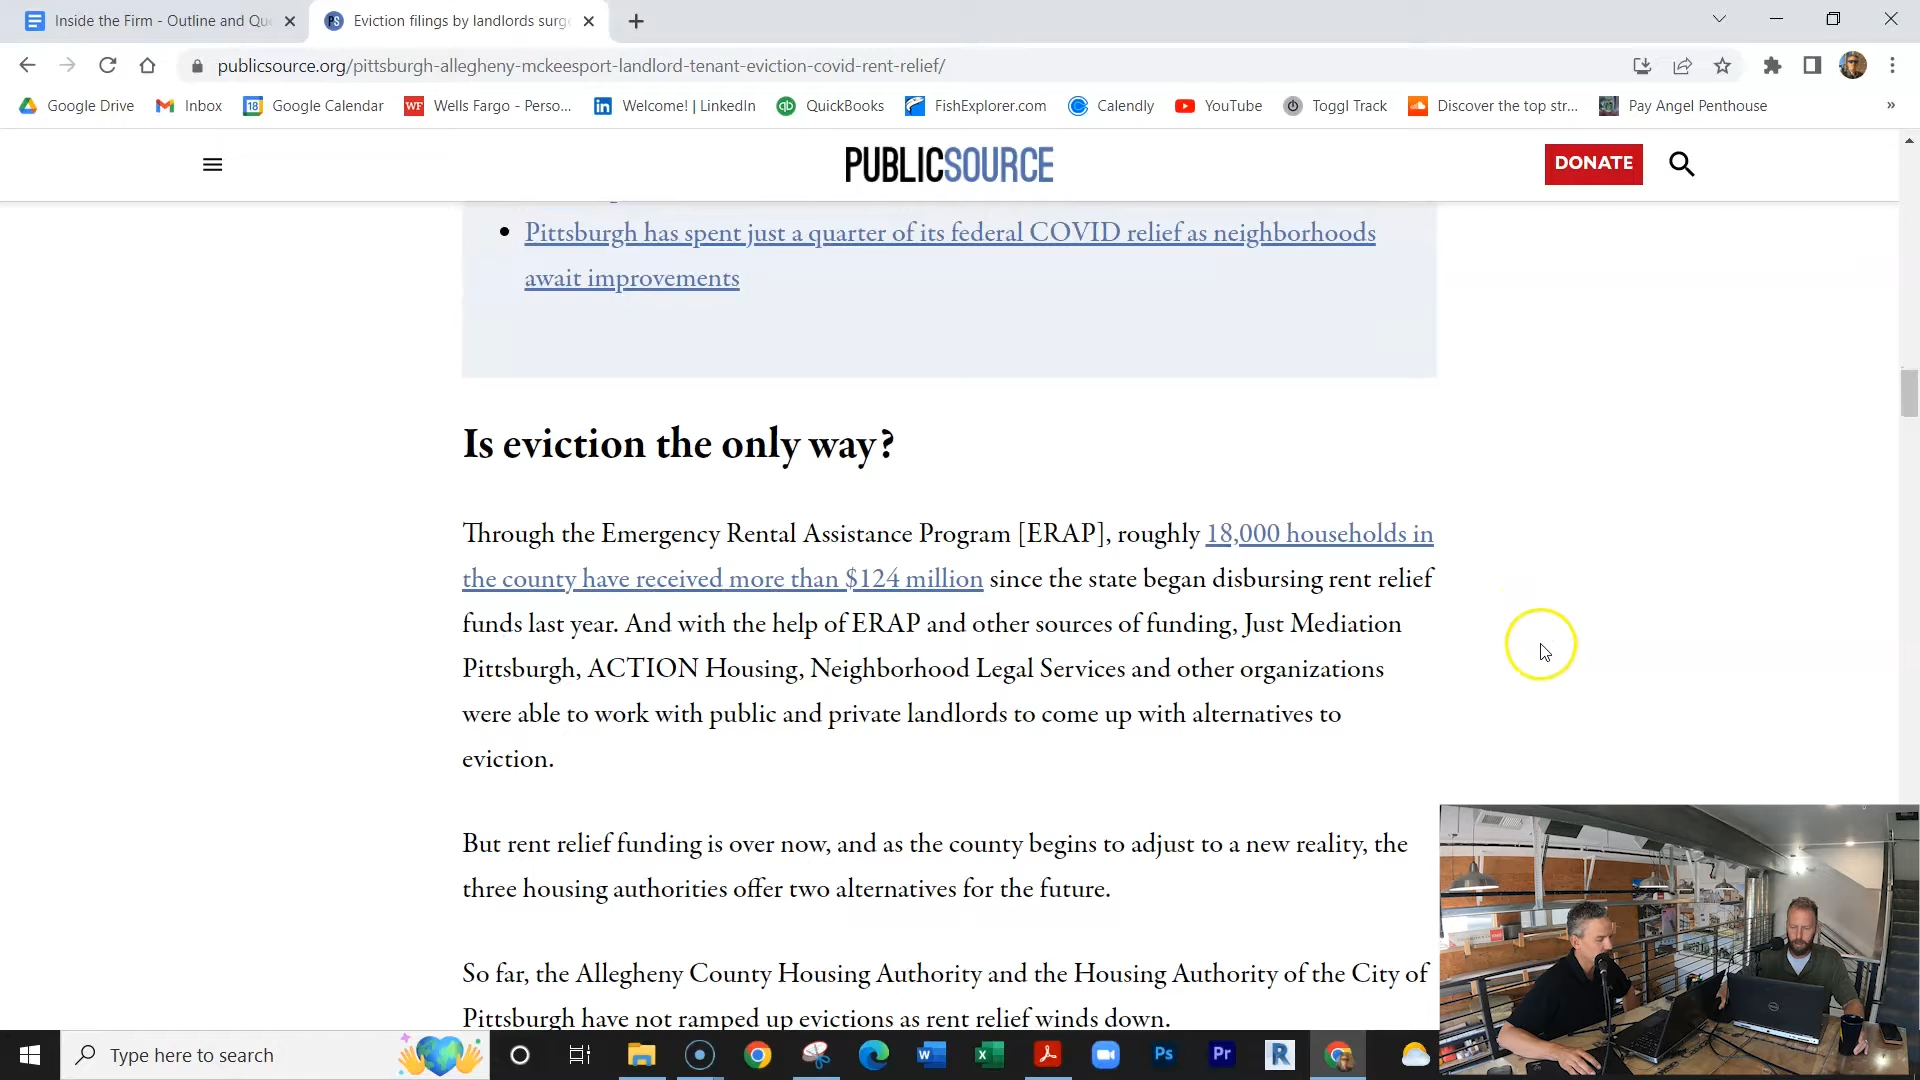 Inside the Firm - Outline and Qu
Eviction filings by landlords surg
publicsource.org/pittsburgh-allegheny-mckeesport-landlord-tenant-eviction-covid-rent-relief/
Google Drive
Inbox
18
Google Calendar
WF
Wells Fargo - Perso...
in
Welcome! | LinkedIn
qb
QuickBooks
FishExplorer.com
Calendly
YouTube
Toggl Track
Discover the top str...
Pay Angel Penthouse
»
PUBLICSOURCE
DONATE
Pittsburgh has spent just a quarter of its federal COVID relief as neighborhoods
await improvements
Is eviction the only way?
Through the Emergency Rental Assistance Program [ERAP], roughly 18,000 households in
the county have received more than $124 million since the state began disbursing rent relief
funds last year. And with the help of ERAP and other sources of funding, Just Mediation
Pittsburgh, ACTION Housing, Neighborhood Legal Services and other organizations
were able to work with public and private landlords to come up with alternatives to
eviction.
But rent relief funding is over now, and as the county begins to adjust to a new reality, the
three housing authorities offer two alternatives for the future.
So far, the Allegheny County Housing Authority and the Housing Authority of the City of
Pittsburgh have not ramped up evictions as rent relief winds down.
Type here to search
Ps
Pr
R